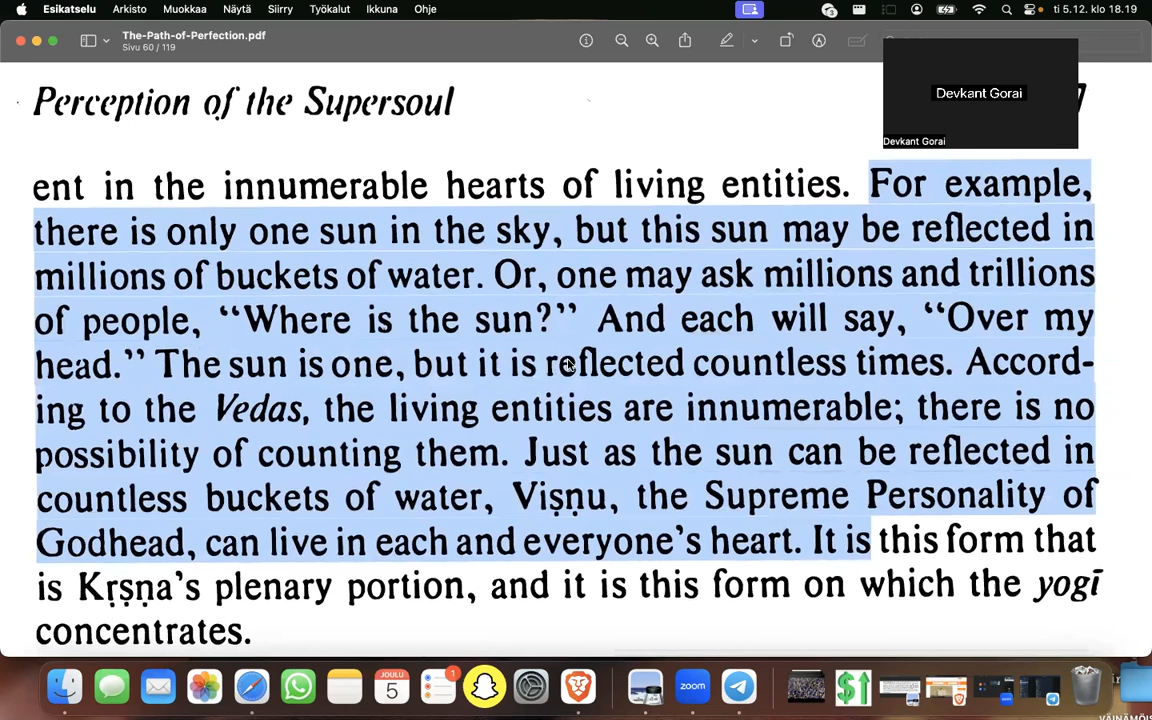 Esikatselu Arkisto Muokkaa Näytä Siirry Työkalut Ikkuna Ohje ti 5.12. klo 18.19
The-Path-of-Perfection.pdf
Sivu 60 / 119
Devkant Gorai
Devkant Gorai
Perception of the Supersoul
ent in the innumerable hearts of living entities. For example,
there is only one sun in the sky, but this sun may be reflected in
millions of buckets of water. Or, one may ask millions and trillions
of people, “Where is the sun?” And each will say, “Over my
head.” The sun is one, but it is reflected countless times. Accord-
ing to the Vedas, the living entities are innumerable; there is no
possibility of counting them. Just as the sun can be reflected in
countless buckets of water, Viṣṇu, the Supreme Personality of
Godhead, can live in each and everyone’s heart. It is this form that
is Kṛṣṇa’s plenary portion, and it is this form on which the yogī
concentrates.
JOULU
5
1
zoom